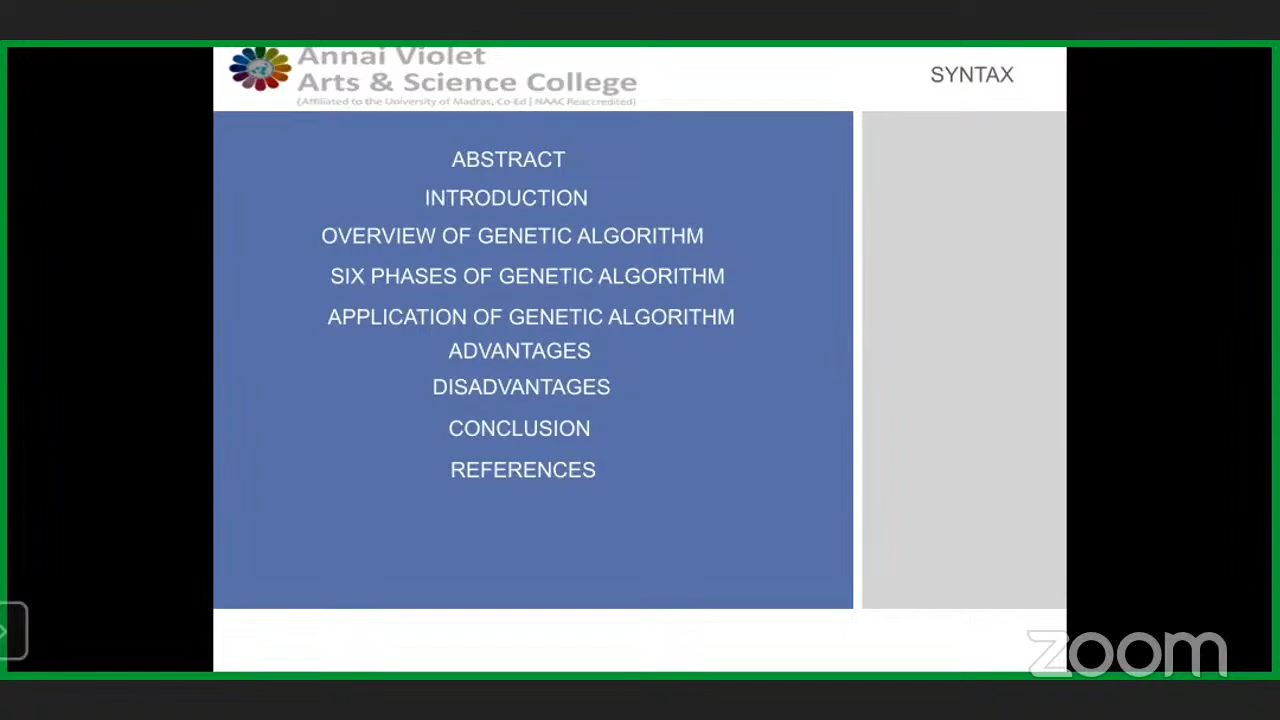 Annai Violet
Arts & Science College
(Affiliated to the University of Madras, Co-Ed | NAAC Reaccredited)
SYNTAX
ABSTRACT
INTRODUCTION
OVERVIEW OF GENETIC ALGORITHM
SIX PHASES OF GENETIC ALGORITHM
APPLICATION OF GENETIC ALGORITHM
ADVANTAGES
DISADVANTAGES
CONCLUSION
REFERENCES
zoom